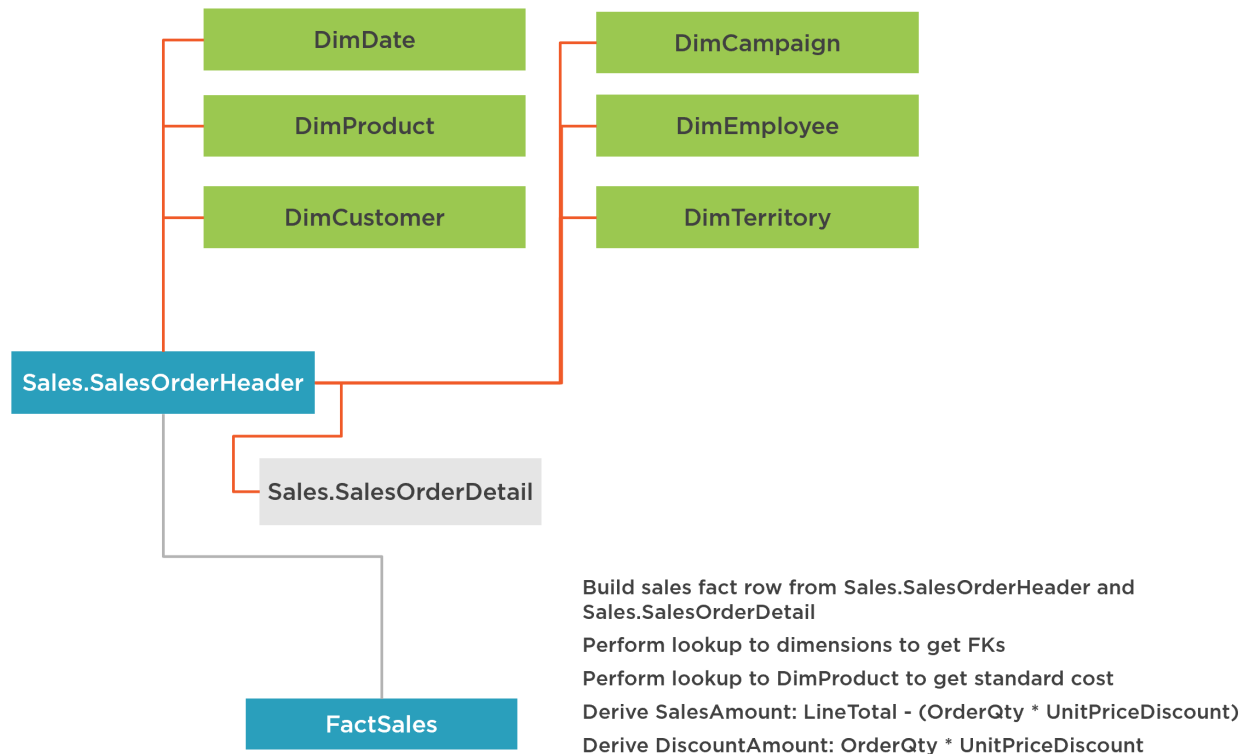 DimDate
DimCampaign
DimProduct
DimEmployee
DimCustomer
DimTerritory
Sales.SalesOrderHeader
Sales.SalesOrderDetail
Build sales fact row from Sales.SalesOrderHeader and
Sales.SalesOrderDetail
Perform lookup to dimensions to get FKs
Perform lookup to DimProduct to get standard cost
Derive SalesAmount: LineTotal - (OrderQty * UnitPriceDiscount)
Derive DiscountAmount: OrderQty * UnitPriceDiscount
FactSales